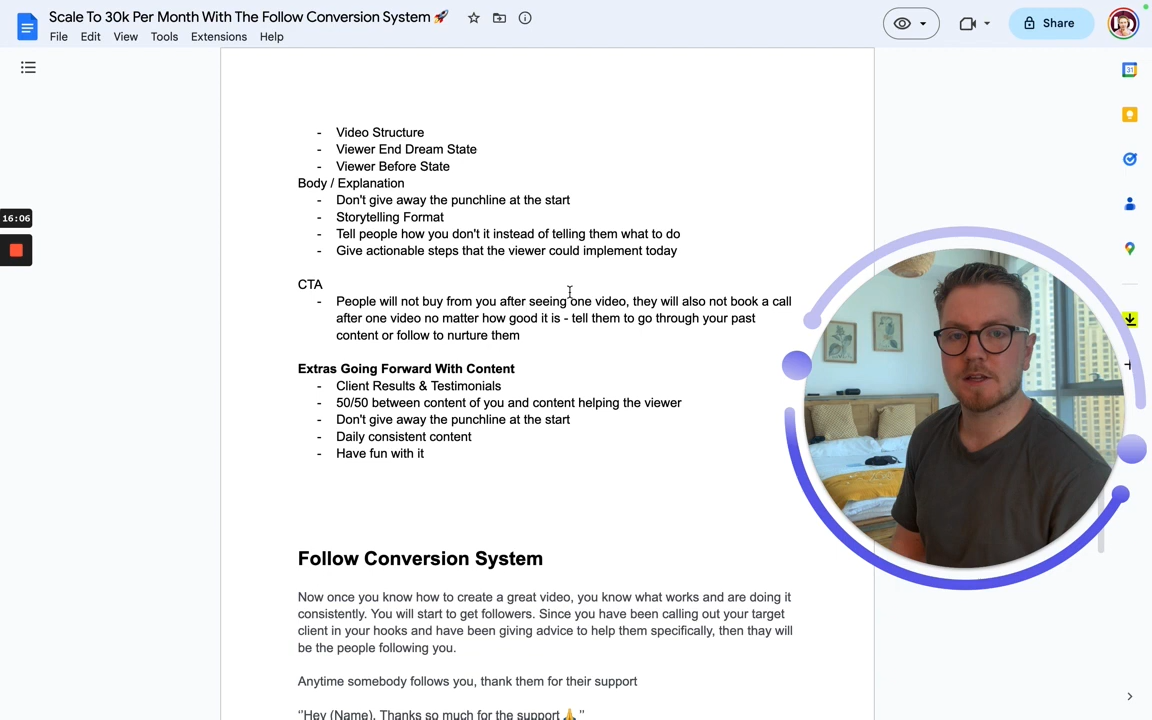 Scale To 30k Per Month With The Follow Conversion System 🚀
File Edit View Tools Extensions Help
Share
31
16:06
- Video Structure
- Viewer End Dream State
- Viewer Before State
Body / Explanation
- Don't give away the punchline at the start
- Storytelling Format
- Tell people how you don't it instead of telling them what to do
- Give actionable steps that the viewer could implement today
CTA
- People will not buy from you after seeing one video, they will also not book a call
after one video no matter how good it is - tell them to go through your past
content or follow to nurture them
Extras Going Forward With Content
- Client Results & Testimonials
- 50/50 between content of you and content helping the viewer
- Don't give away the punchline at the start
- Daily consistent content
- Have fun with it
Follow Conversion System
Now once you know how to create a great video, you know what works and are doing it
consistently. You will start to get followers. Since you have been calling out your target
client in your hooks and have been giving advice to help them specifically, then thay will
be the people following you.
Anytime somebody follows you, thank them for their support
‘’Hey (Name), Thanks so much for the support 🙏 ’’